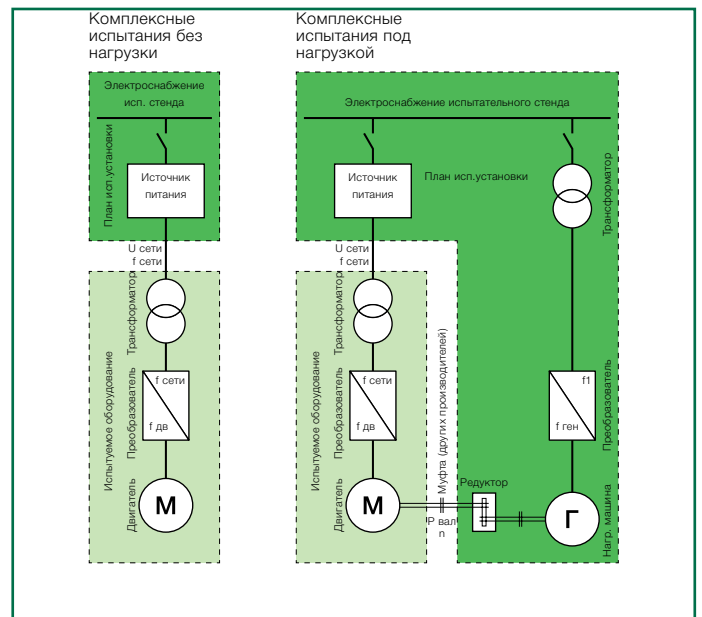 Комплексные
испытания без
нагрузки
Электроснабжение
исп. стенда
План исп.установки
Источник
питания
U сети
f сети
Испытуемое оборудование
Трансформатор
Преобразователь
f сети
f дв
Двигатель
М
Комплексные
испытания под
нагрузкой
Электроснабжение испытательного стенда
Источник
питания
План исп.установки
Трансформатор
U сети
f сети
Испытуемое оборудование
Трансформатор
Преобразователь
f сети
f дв
Двигатель
М
Муфта (других производителей)
P вал
n
Редуктор
f1
f ген
Преобразователь
Г
Нагр. машина